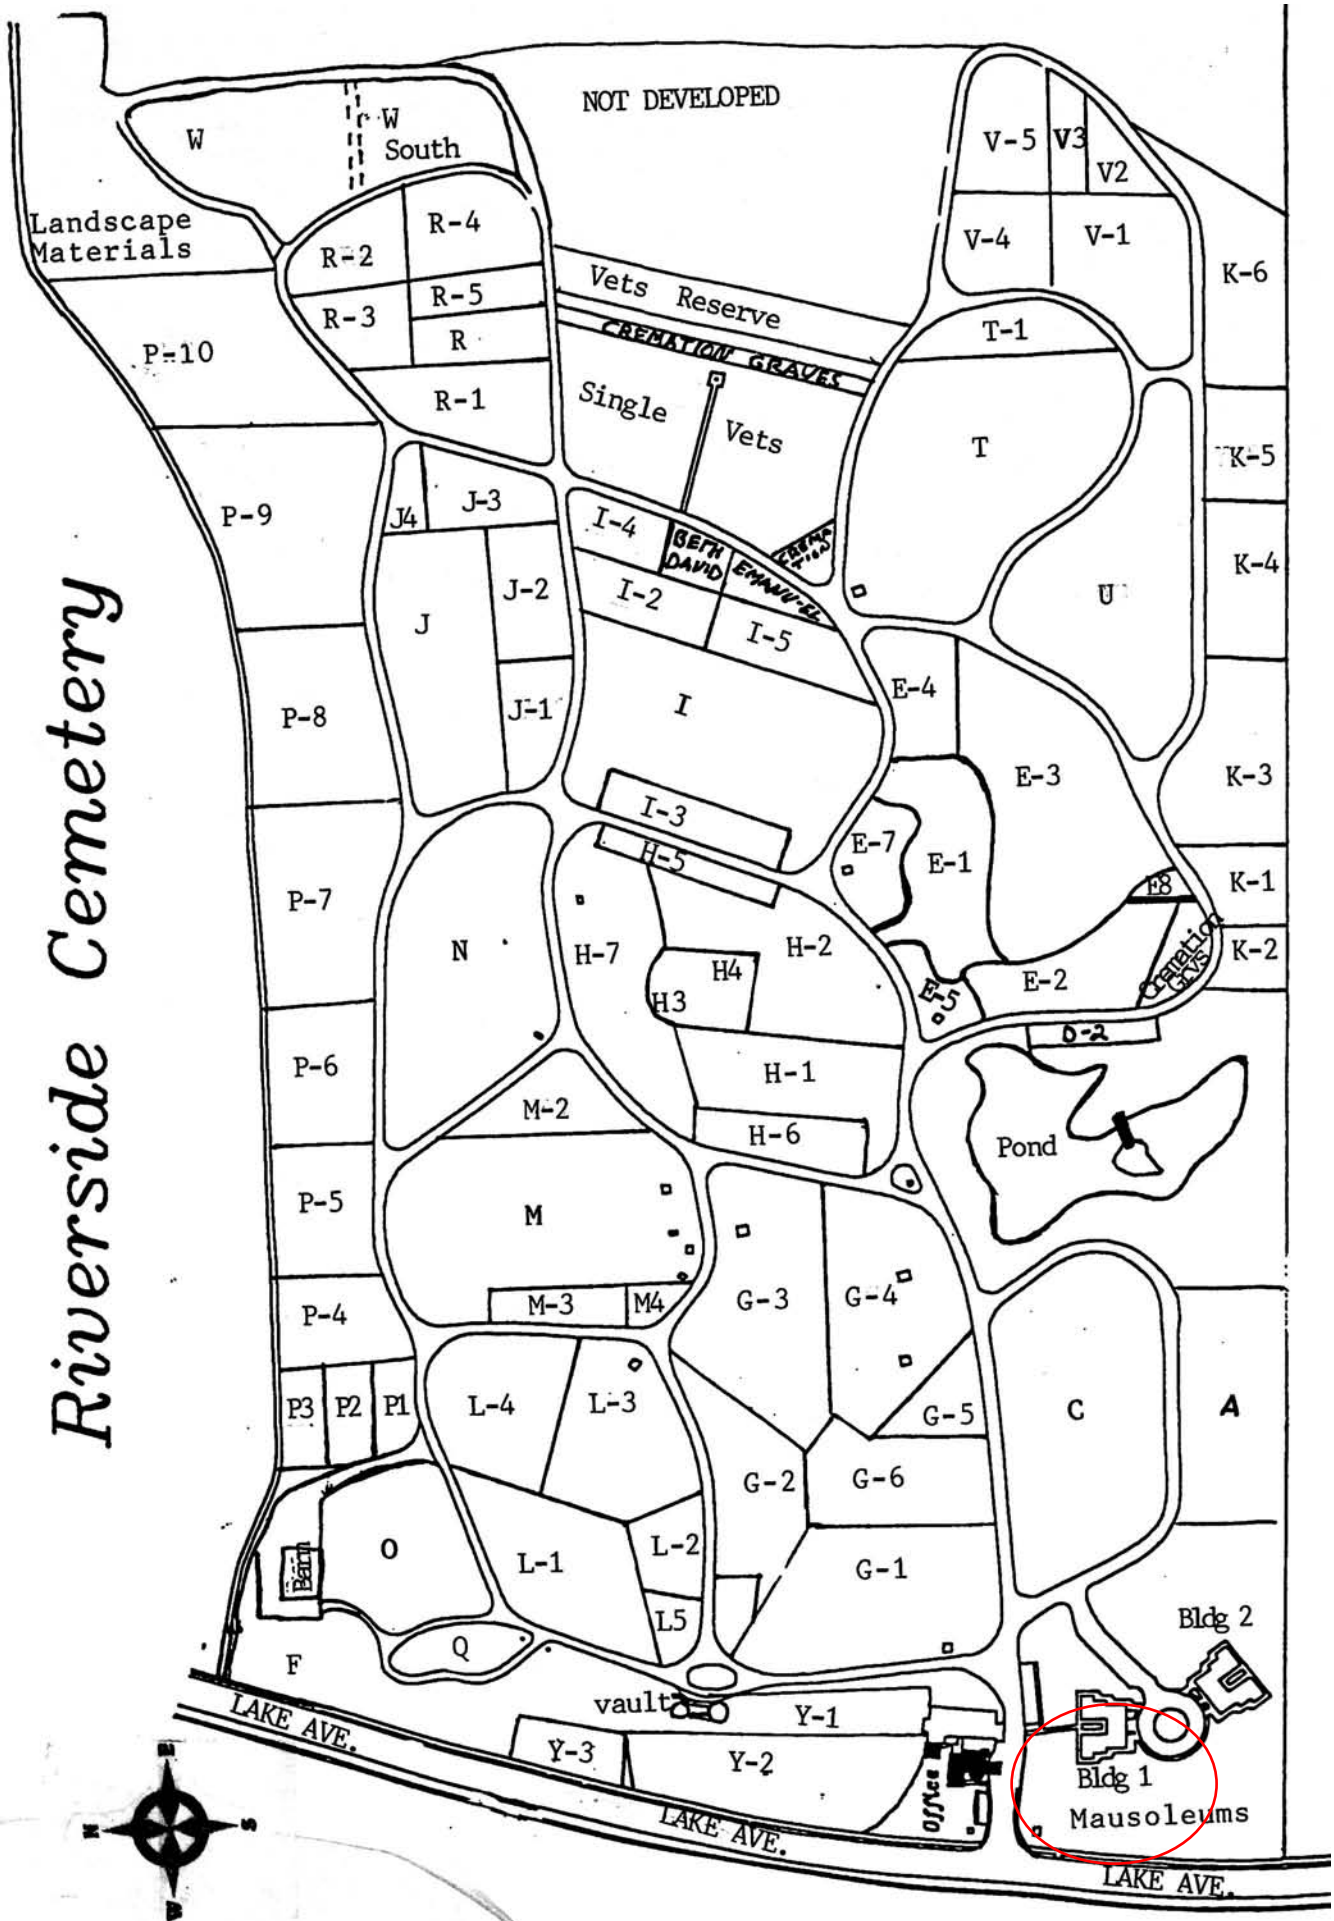 Riverside Cemetery
NOT DEVELOPED
W
W
South
V-5
V3
V2
Landscape
Materials
R-2
R-4
V-4
V-1
K-6
R-3
R-5
R
Vets Reserve
T-1
P-10
CREMATION GRAVES
R-1
Single
Vets
T
K-5
P-9
J4
J-3
I-4
BETH
DAVID
EMANU-EL
CREMA
TION
K-4
J
J-2
I-2
I-5
U
P-8
J-1
I
E-4
E-3
K-3
I-3
H-5
E-7
E-1
E8
K-1
P-7
N
H-7
H-2
H4
H3
E-5
E-2
Cremation
Grvs
K-2
P-6
H-1
D-2
M-2
H-6
Pond
P-5
M
P-4
M-3
M4
G-3
G-4
P3
P2
P1
L-4
L-3
G-5
C
A
G-2
G-6
Barn
O
L-1
L-2
G-1
L5
Bldg 2
F
Q
vault
Y-1
LAKE AVE.
Y-3
Y-2
Office
Bldg 1
Mausoleums
LAKE AVE.
LAKE AVE.
E
N
S
W